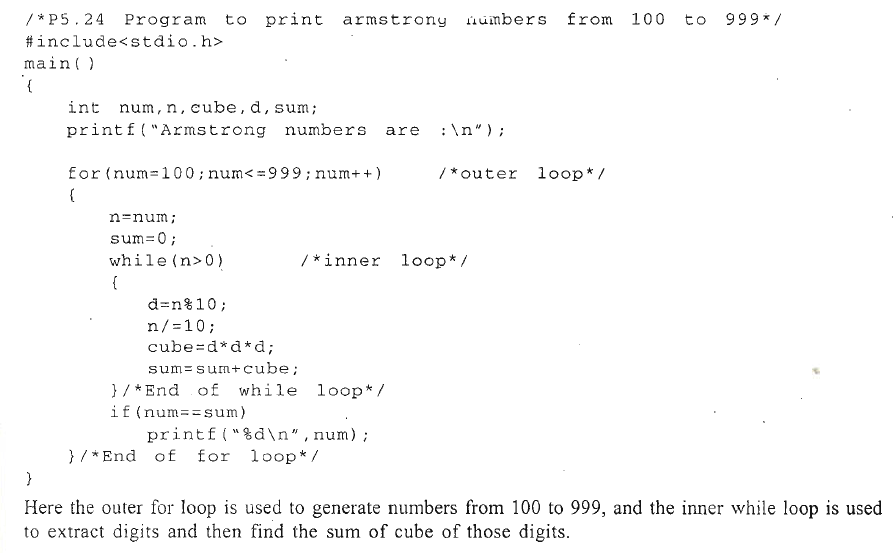 /*P5.24 Program to print armstrong numbers from 100 to 999*/
#include<stdio.h>
main( )
{
int num,n,cube,d,sum;
printf("Armstrong numbers are :\n");
for(num=100;num<=999;num++) /*outer loop*/
{
n=num;
sum=0;
while(n>0) /*inner loop*/
{
d=n%10;
n/=10;
cube=d*d*d;
sum=sum+cube;
}/*End of while loop*/
if(num==sum)
printf("%d\n",num);
}/*End of for loop*/
}
Here the outer for loop is used to generate numbers from 100 to 999, and the inner while loop is used
to extract digits and then find the sum of cube of those digits.